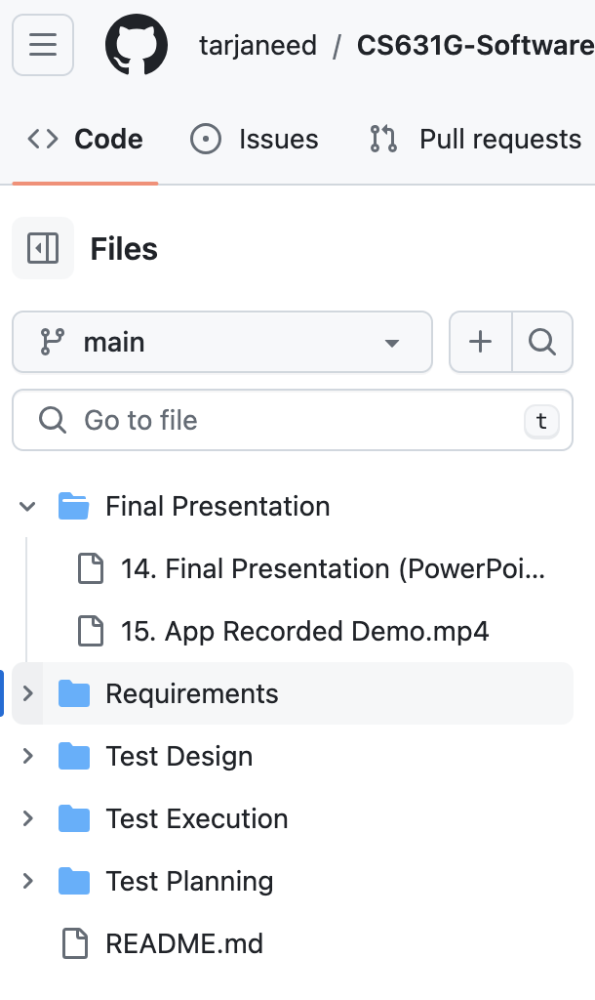 tarjaneed / CS631G-Software
Code Issues Pull requests
Files
main
Go to file t
Final Presentation
14. Final Presentation (PowerPoi...
15. App Recorded Demo.mp4
Requirements
Test Design
Test Execution
Test Planning
README.md